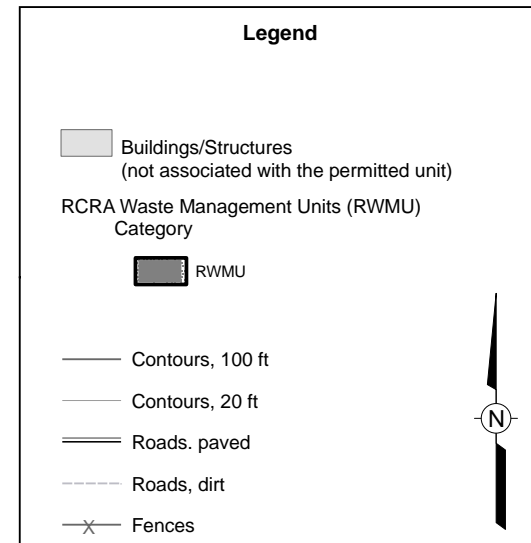 Legend
Buildings/Structures
(not associated with the permitted unit)
RCRA Waste Management Units (RWMU)
Category
RWMU
Contours, 100 ft
Contours, 20 ft
Roads. paved
Roads, dirt
X Fences
N